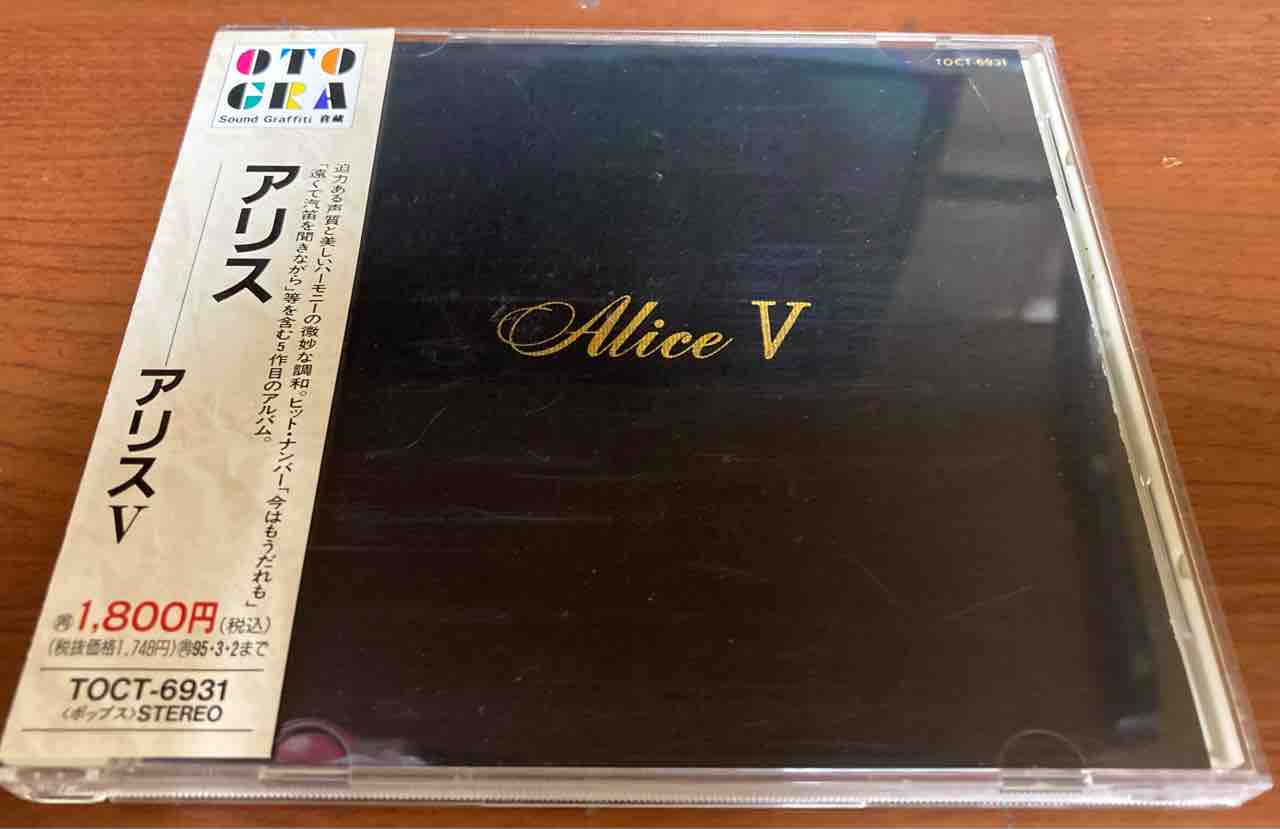 OTO
GRA
Sound Graffiti 音蔵
アリス
アリスV
迫力ある声質と美しいハーモニーの微妙な調和。ヒット・ナンバー「今はもうだれも」
「遠くで汽笛を聞きながら」等を含む5作目のアルバム。
㊢1,800円(税込)
(税抜価格1,748円)㊢95・3・2まで
TOCT-6931
〈ポップス〉STEREO
TOCT-6931
Alice V